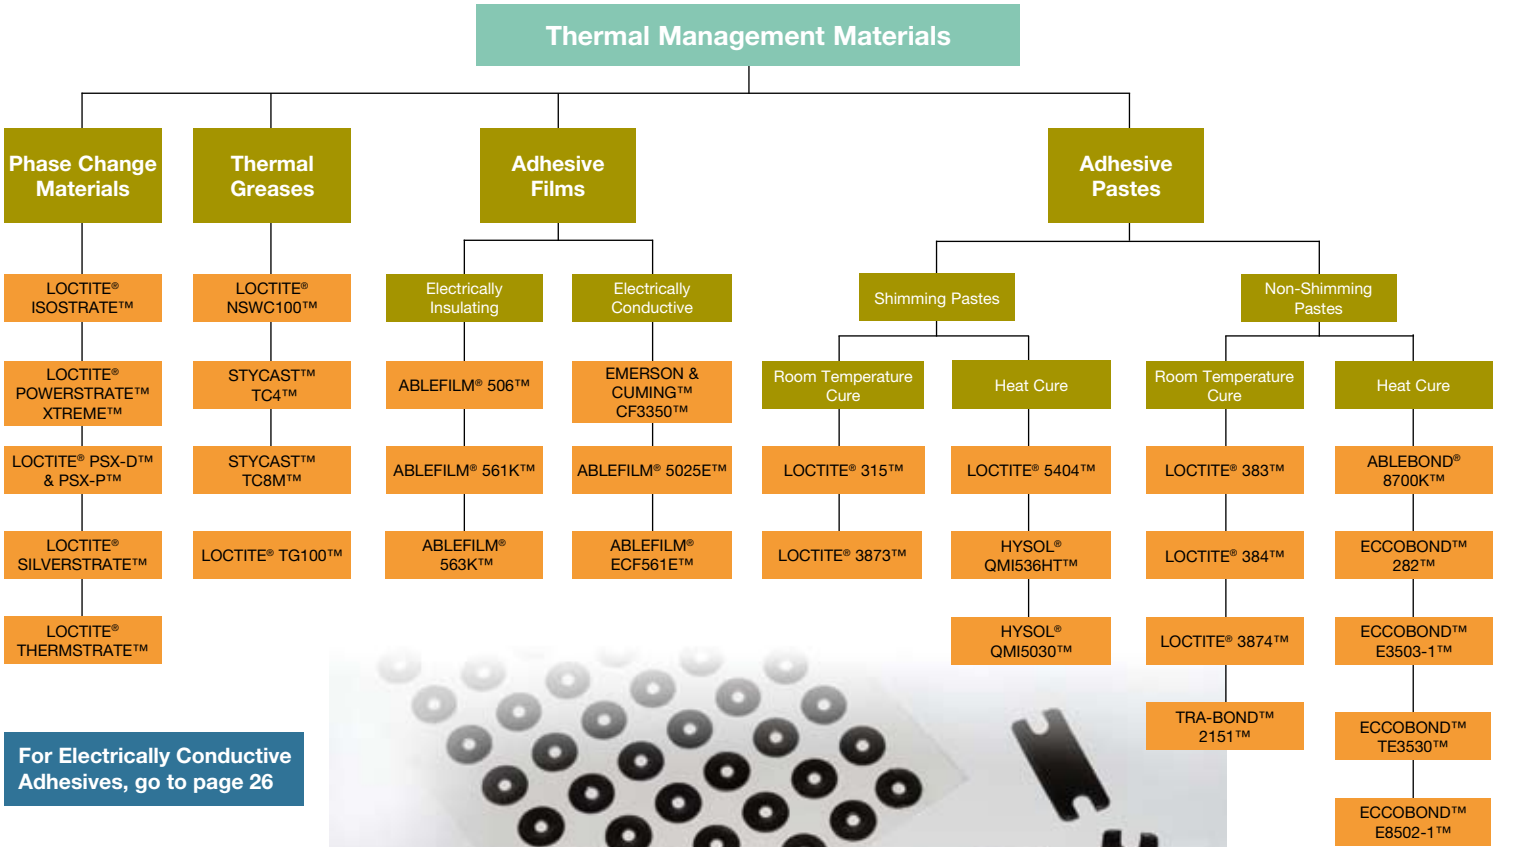 Thermal Management Materials
Phase Change
Materials
Thermal
Greases
Adhesive
Films
Adhesive
Pastes
LOCTITE®
ISOSTRATE™
LOCTITE®
POWERSTRATE™
XTREME™
LOCTITE® PSX-D™
& PSX-P™
LOCTITE®
SILVERSTRATE™
LOCTITE®
THERMSTRATE™
LOCTITE®
NSWC100™
STYCAST™
TC4™
STYCAST™
TC8M™
LOCTITE® TG100™
Electrically
Insulating
ABLEFILM® 506™
ABLEFILM® 561K™
ABLEFILM®
563K™
Electrically
Conductive
EMERSON &
CUMING™
CF3350™
ABLEFILM® 5025E™
ABLEFILM®
ECF561E™
Shimming Pastes
Room Temperature
Cure
LOCTITE® 315™
LOCTITE® 3873™
Heat Cure
LOCTITE® 5404™
HYSOL®
QMI536HT™
HYSOL®
QMI5030™
Non-Shimming
Pastes
Room Temperature
Cure
LOCTITE® 383™
LOCTITE® 384™
LOCTITE® 3874™
TRA-BOND™
2151™
Heat Cure
ABLEBOND®
8700K™
ECCOBOND™
282™
ECCOBOND™
E3503-1™
ECCOBOND™
TE3530™
ECCOBOND™
E8502-1™
For Electrically Conductive
Adhesives, go to page 26